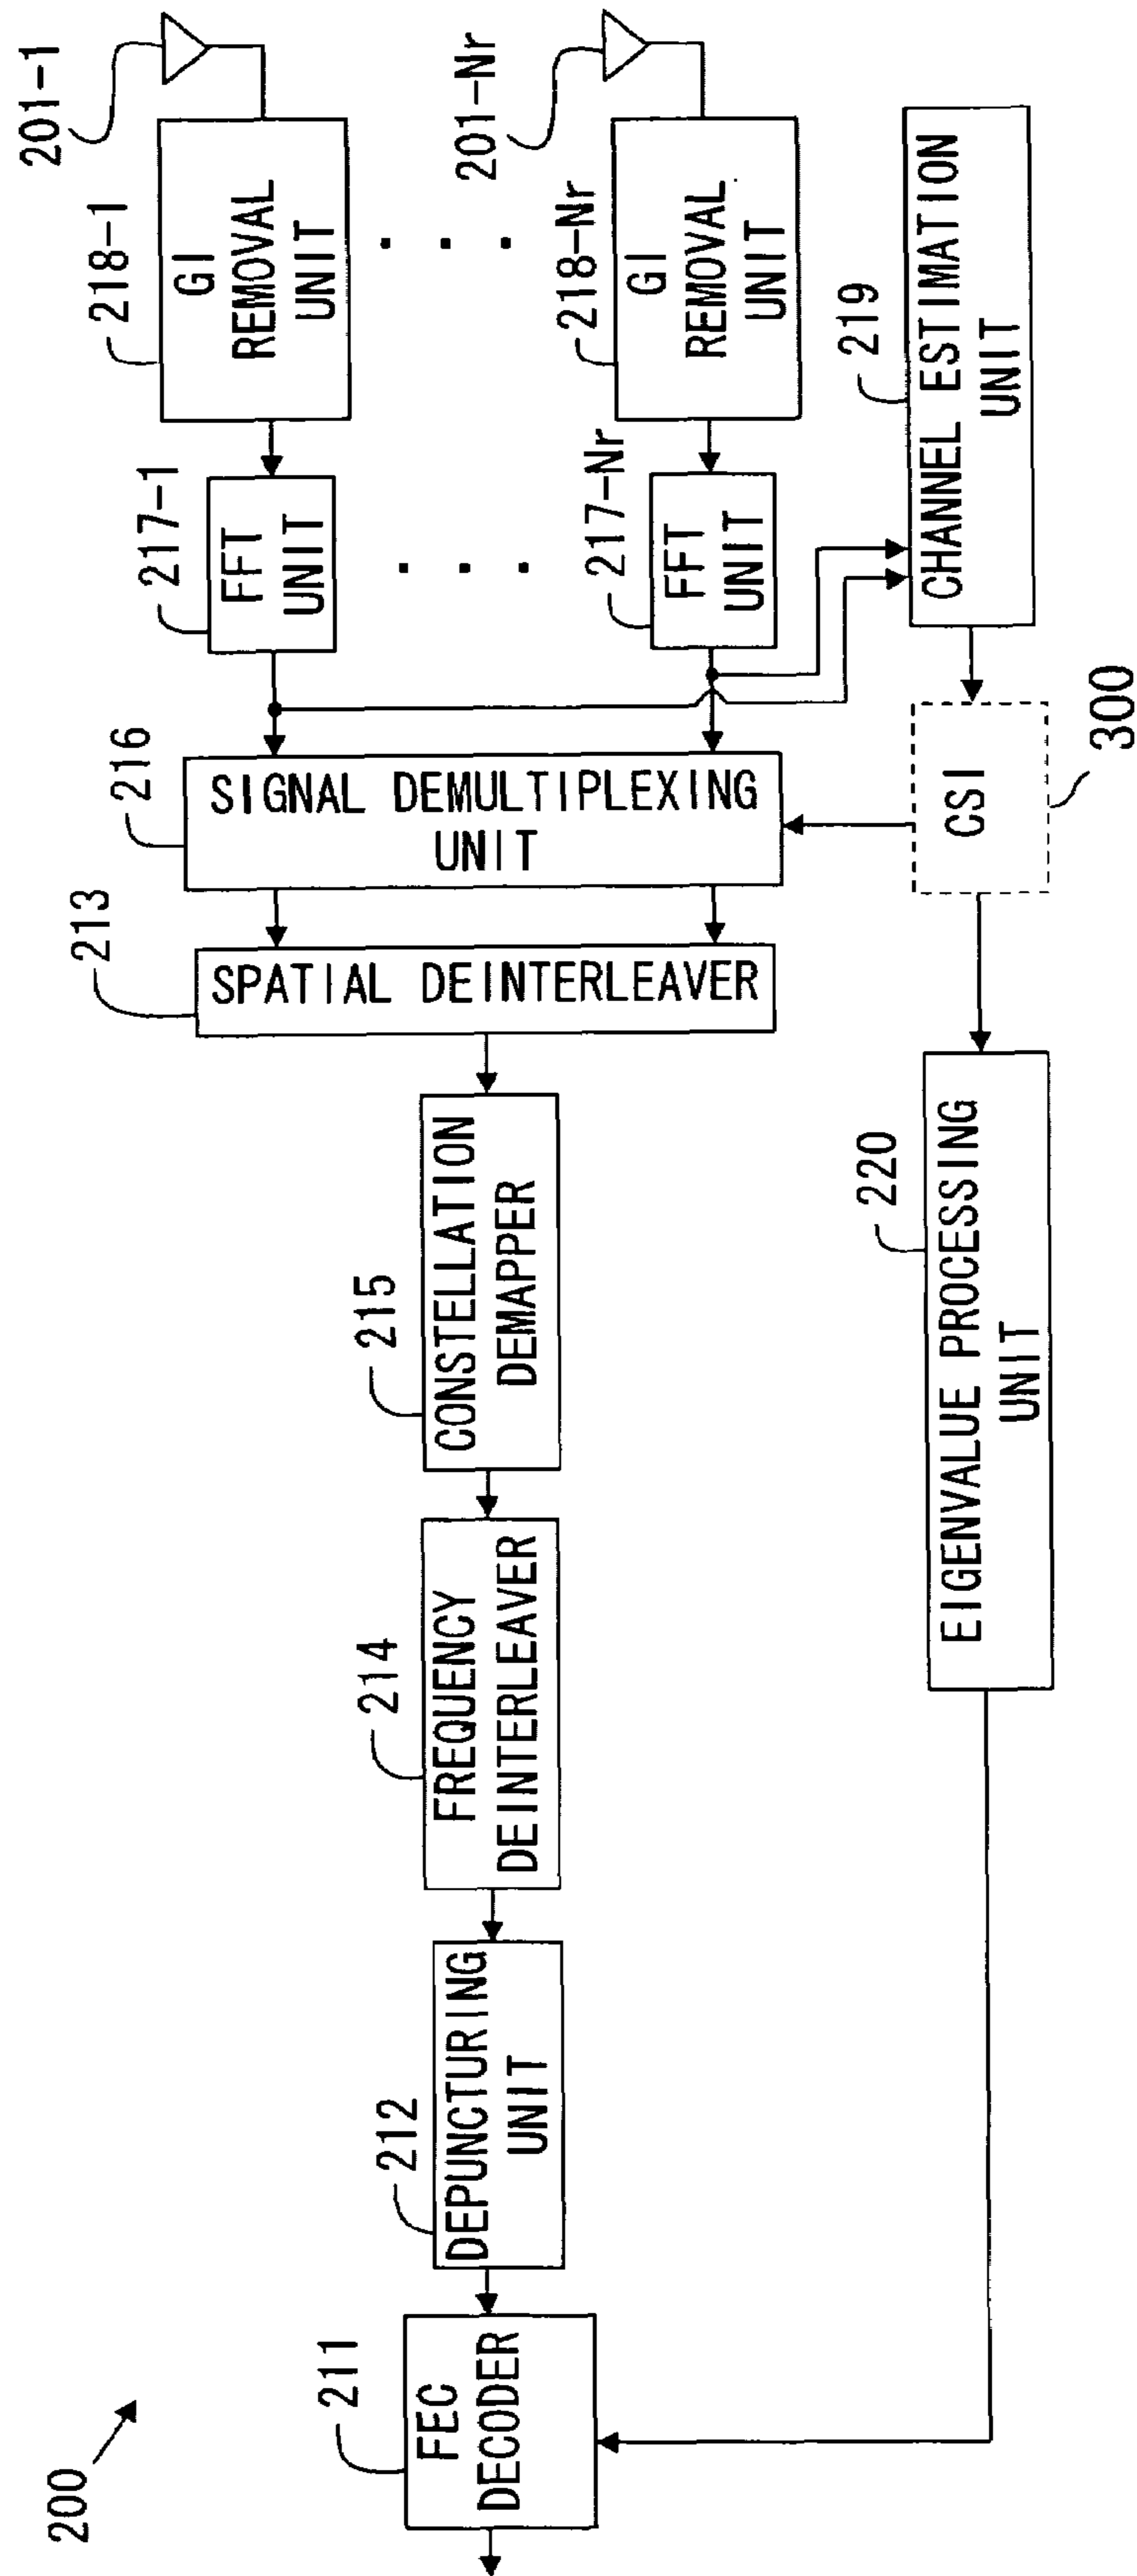 200
211
FEC
DECODER
212
DEPUNCTURING
UNIT
214
FREQUENCY
DEINTERLEAVER
215
CONSTELLATION
DEMAPPER
213
SPATIAL DEINTERLEAVER
216
SIGNAL DEMULTIPLEXING
UNIT
217-1
FFT
UNIT
218-1
GI
REMOVAL
UNIT
201-1
217-Nr
FFT
UNIT
218-Nr
GI
REMOVAL
UNIT
201-Nr
220
EIGENVALUE PROCESSING
UNIT
CSI
300
219
CHANNEL ESTIMATION
UNIT